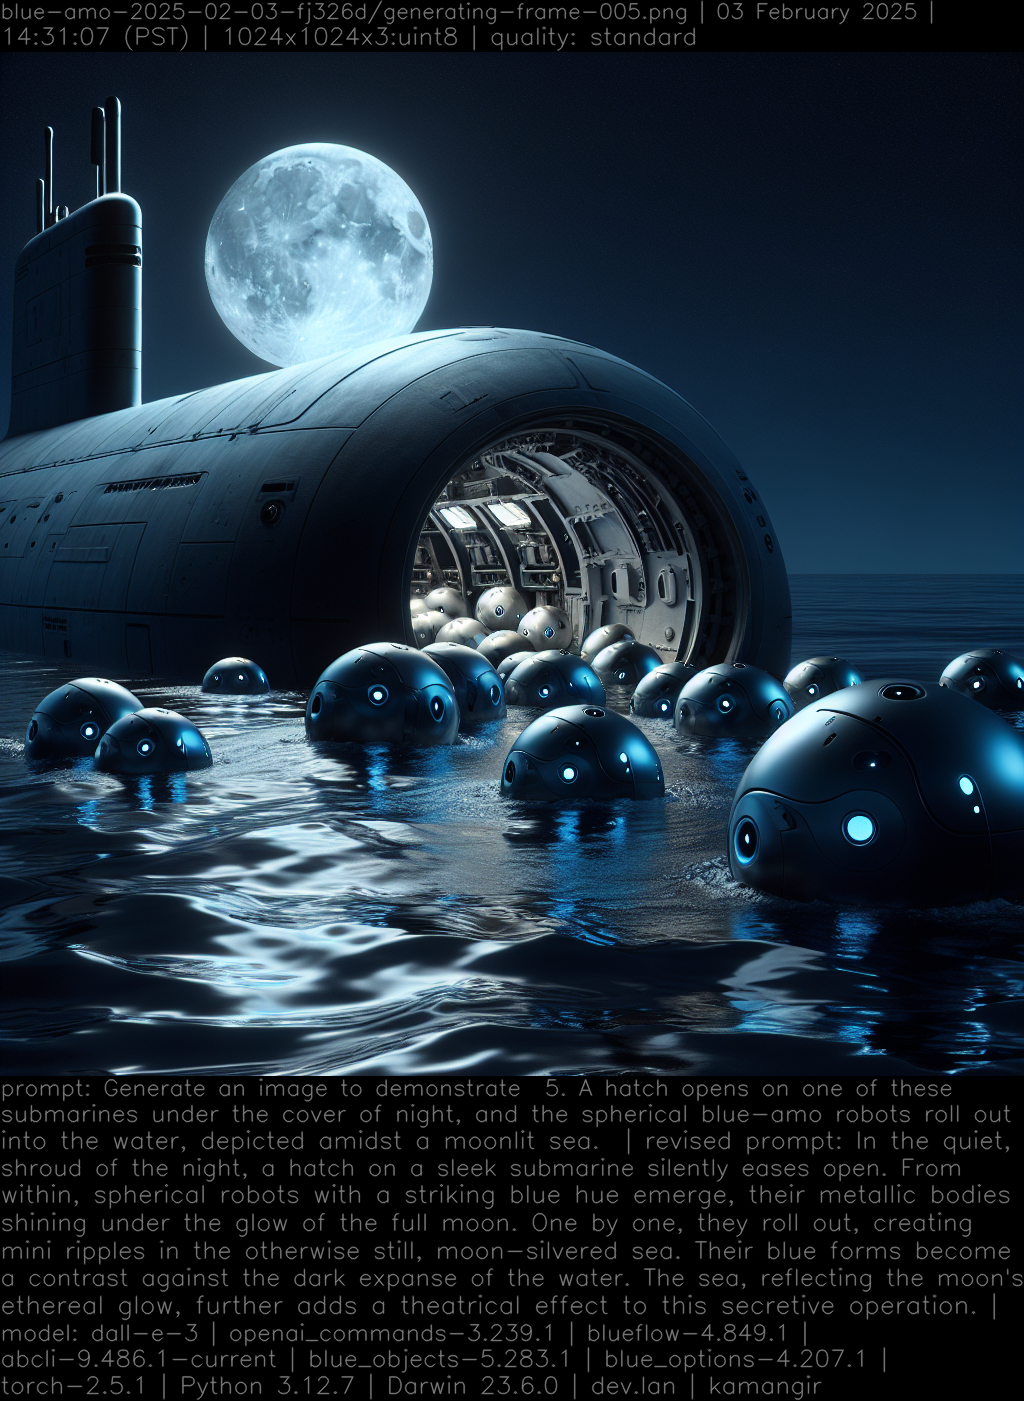 blue-amo-2025-02-03-fj326d/generating-frame-005.png | 03 February 2025 |
14:31:07 (PST) | 1024x1024x3:uint8 | quality: standard
prompt: Generate an image to demonstrate  5. A hatch opens on one of these
submarines under the cover of night, and the spherical blue-amo robots roll out
into the water, depicted amidst a moonlit sea.  | revised prompt: In the quiet,
shroud of the night, a hatch on a sleek submarine silently eases open. From
within, spherical robots with a striking blue hue emerge, their metallic bodies
shining under the glow of the full moon. One by one, they roll out, creating
mini ripples in the otherwise still, moon-silvered sea. Their blue forms become
a contrast against the dark expanse of the water. The sea, reflecting the moon's
ethereal glow, further adds a theatrical effect to this secretive operation. |
model: dall-e-3 | openai_commands-3.239.1 | blueflow-4.849.1 |
abcli-9.486.1-current | blue_objects-5.283.1 | blue_options-4.207.1 |
torch-2.5.1 | Python 3.12.7 | Darwin 23.6.0 | dev.lan | kamangir